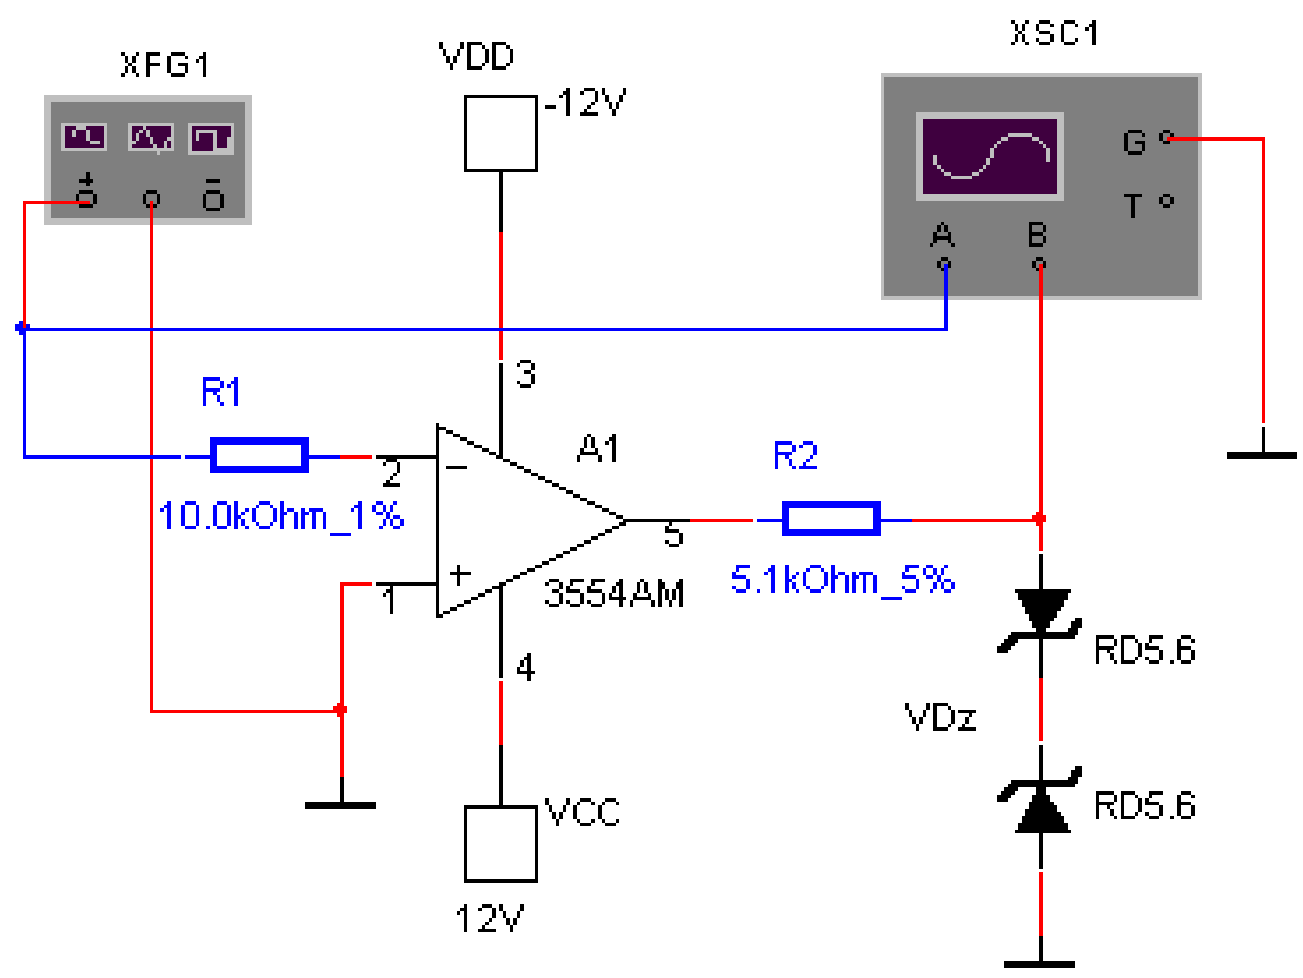 XSC1
VDD
XFG1
-12V
+
-
G
T
A
B
3
R1
A1
R2
2
−
10.0kOhm_1%
5
+
1
3554AM
5.1kOhm_5%
4
RD5.6
VDz
VCC
RD5.6
12V